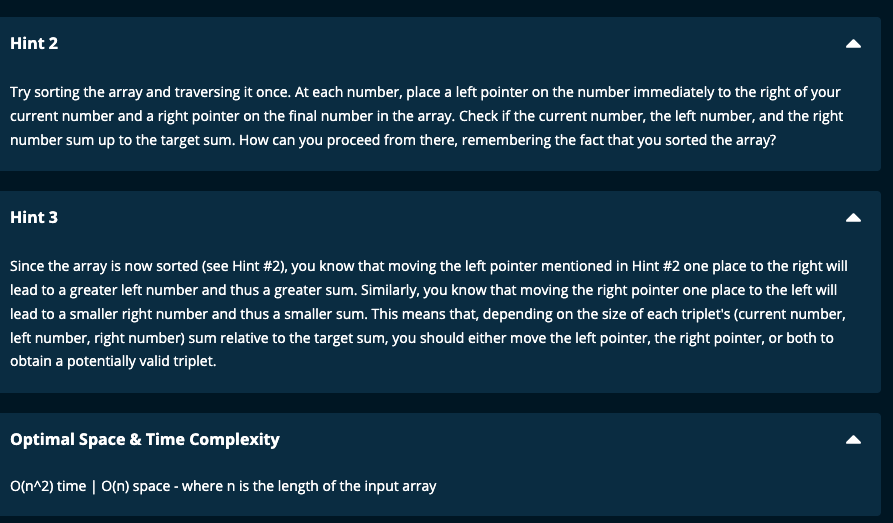 Hint 2
Try sorting the array and traversing it once. At each number, place a left pointer on the number immediately to the right of your
current number and a right pointer on the final number in the array. Check if the current number, the left number, and the right
number sum up to the target sum. How can you proceed from there, remembering the fact that you sorted the array?
Hint 3
Since the array is now sorted (see Hint #2), you know that moving the left pointer mentioned in Hint #2 one place to the right will
lead to a greater left number and thus a greater sum. Similarly, you know that moving the right pointer one place to the left will
lead to a smaller right number and thus a smaller sum. This means that, depending on the size of each triplet's (current number,
left number, right number) sum relative to the target sum, you should either move the left pointer, the right pointer, or both to
obtain a potentially valid triplet.
Optimal Space & Time Complexity
O(n^2) time | O(n) space - where n is the length of the input array